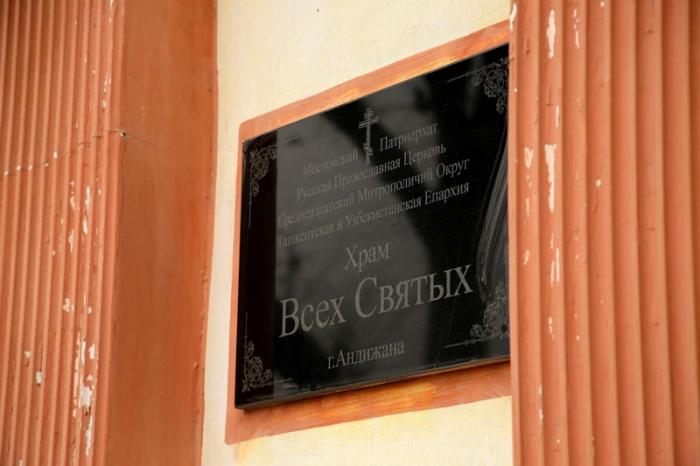 Московский Патриархат
Русская Православная Церковь
Среднеазиатский Митрополичий Округ
Ташкентская и Узбекистанская Епархия
Храм
Всех Святых
г.Андижана